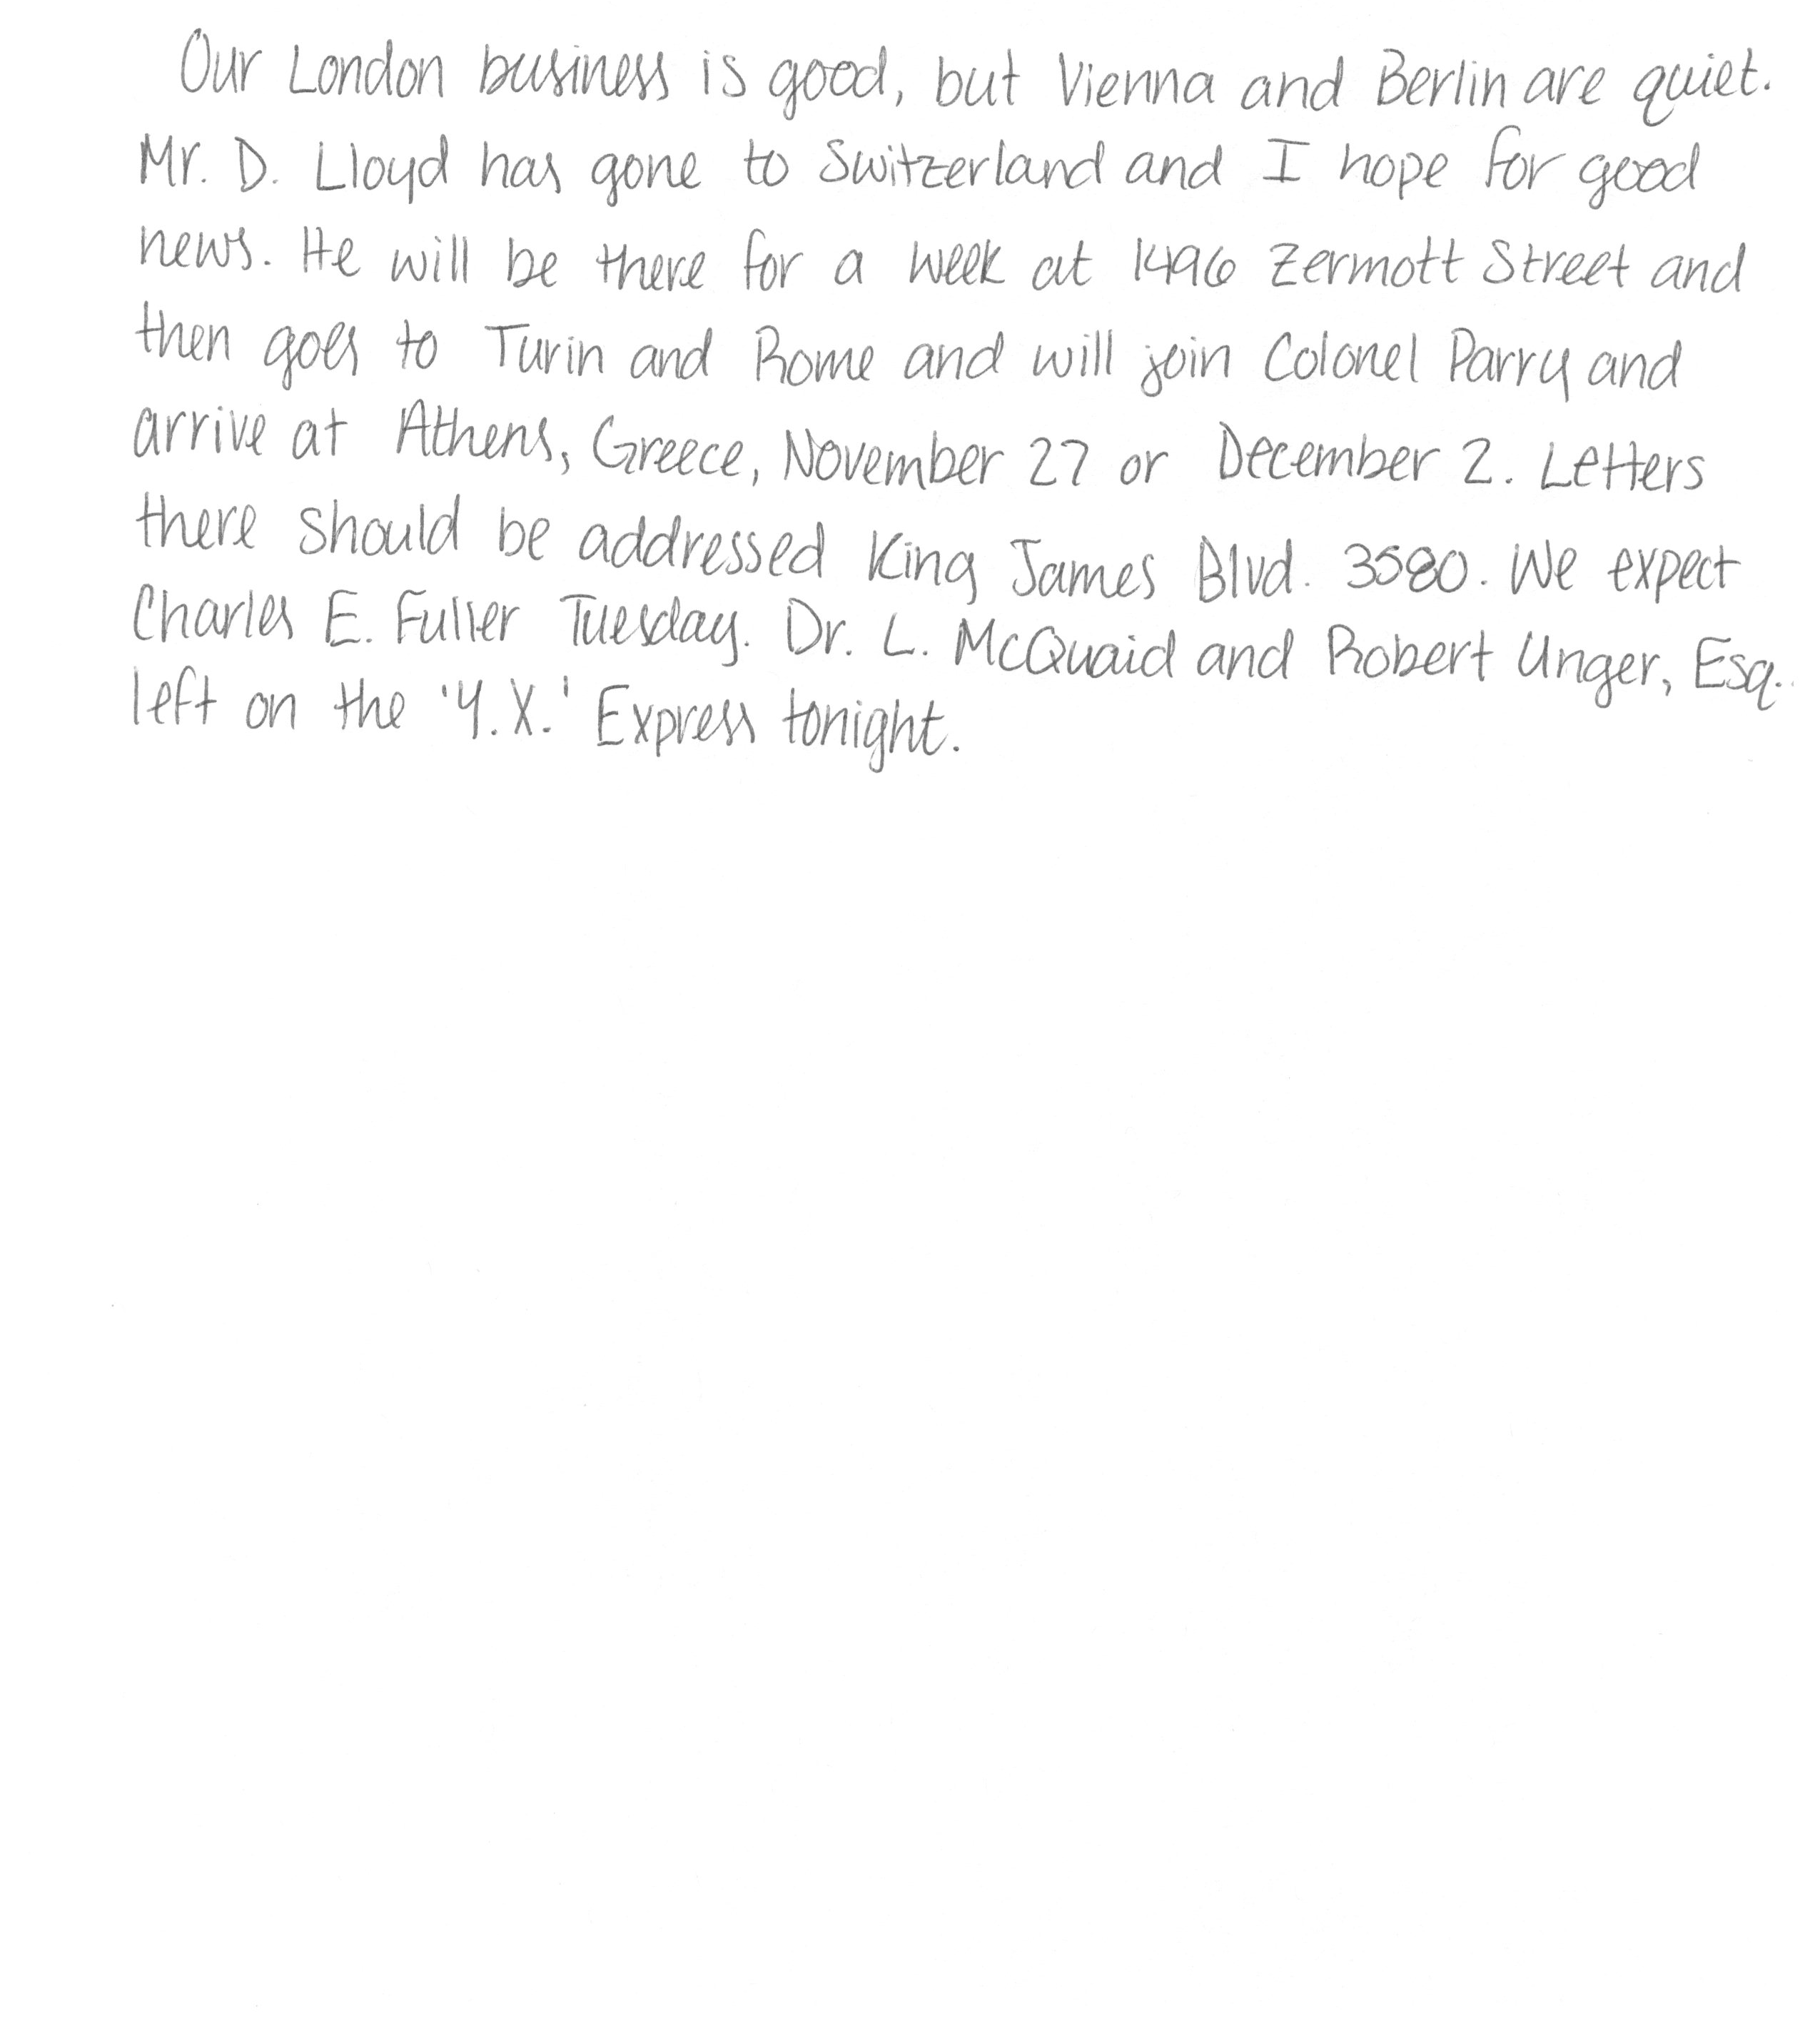 Our London business is good, but Vienna and Berlin are quiet.
Mr. D. Lloyd has gone to Switzerland and I hope for good
news. He will be there for a week at 1496 Zermott Street and
then goes to Turin and Rome and will join Colonel Parry and
arrive at Athens, Greece, November 27 or December 2. Letters
there should be addressed King James Blvd. 3580. We expect
Charles E. Fuller Tuesday. Dr. L. McQuaid and Robert Unger, Esq.
left on the 'Y.X.' Express tonight.